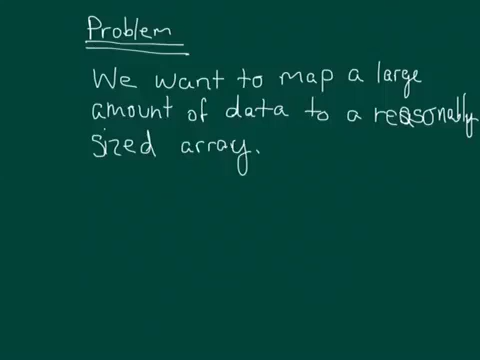 Problem
We want to map a large
amount of data to a reasonably
sized array.